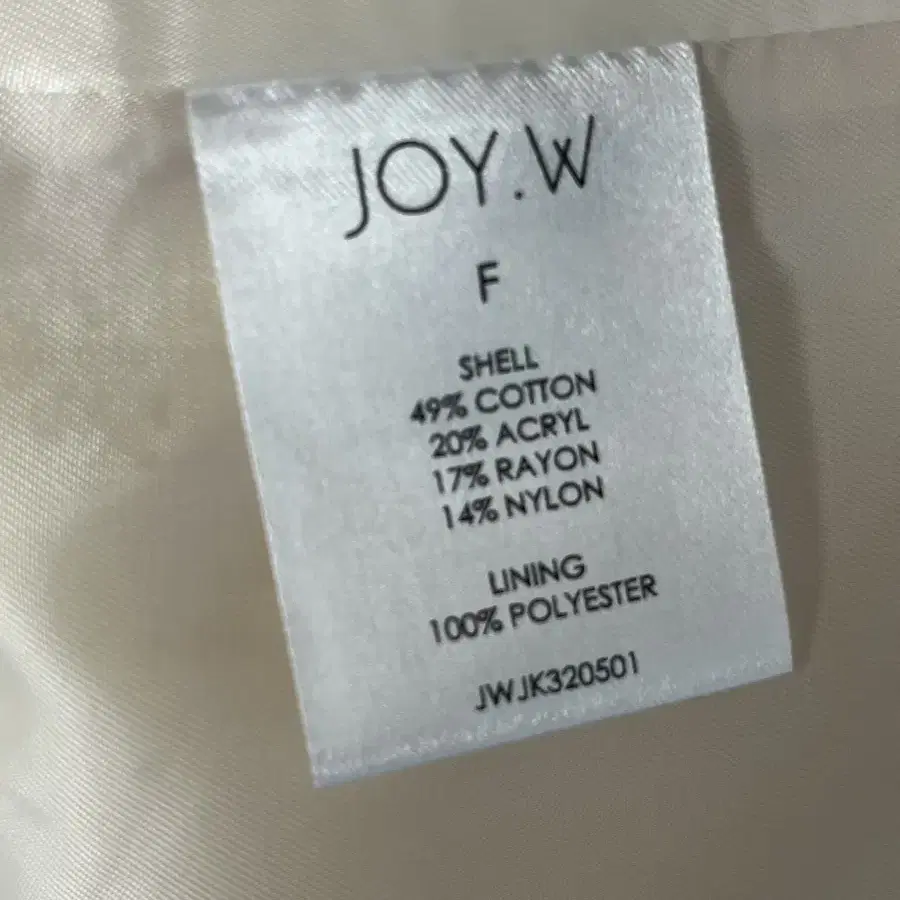 JOY.W
F
SHELL
49% COTTON
20% ACRYL
17% RAYON
14% NYLON
LINING
100% POLYESTER
JWJK320501